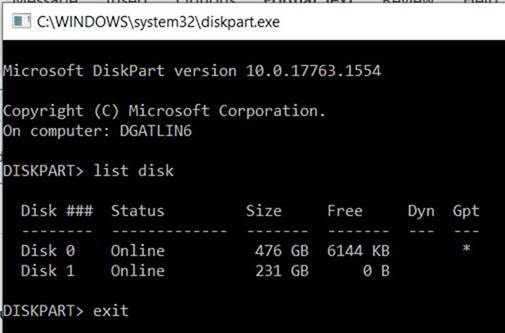 C:\WINDOWS\system32\diskpart.exe
Microsoft DiskPart version 10.0.17763.1554
Copyright (C) Microsoft Corporation.
On computer: DGATLIN6
DISKPART> list disk
Disk ### Status Size Free Dyn Gpt
-------- ------------- ------- ------- --- ---
Disk 0 Online 476 GB 6144 KB *
Disk 1 Online 231 GB 0 B
DISKPART> exit